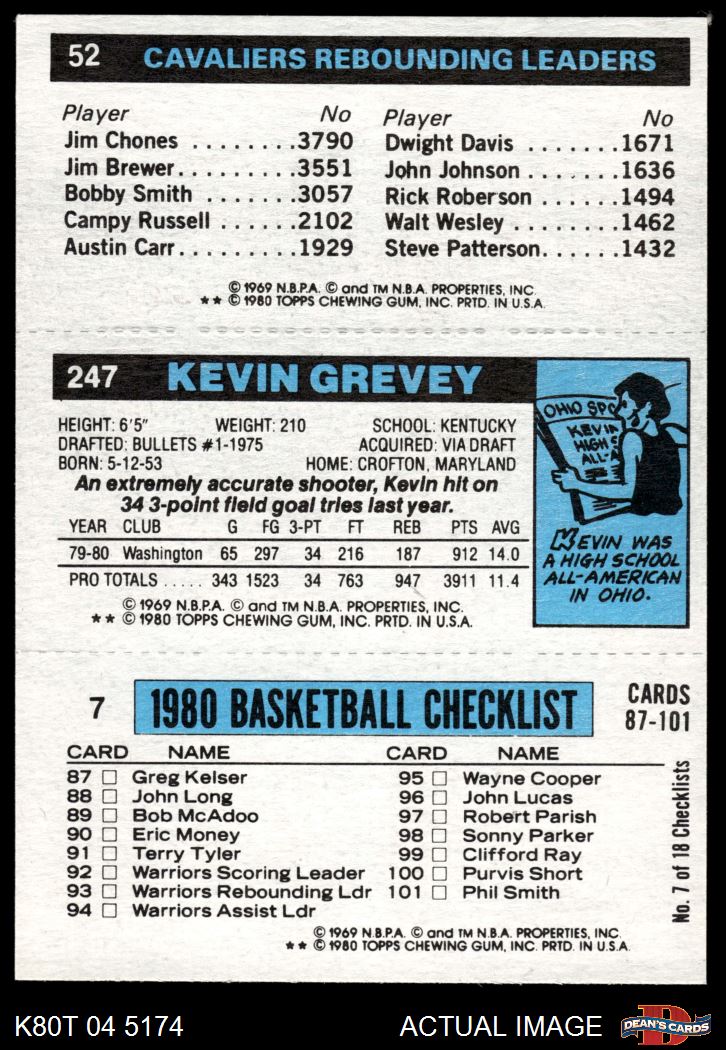 52 CAVALIERS REBOUNDING LEADERS
Player No
Jim Chones . . . . . . . .3790
Jim Brewer. . . . . . . . .3551
Bobby Smith . . . . . . .3057
Campy Russell . . . . . .2102
Austin Carr. . . . . . . . .1929
Player No
Dwight Davis . . . . . . .1671
John Johnson . . . . . .1636
Rick Roberson . . . . . .1494
Walt Wesley . . . . . . . .1462
Steve Patterson. . . . . .1432
© 1969 N.B.P.A. © and TM N.B.A. PROPERTIES, INC.
** © 1980 TOPPS CHEWING GUM, INC. PRTD. IN U.S.A.
247 KEVIN GREVEY
HEIGHT: 6'5" WEIGHT: 210 SCHOOL: KENTUCKY
DRAFTED: BULLETS #1-1975 ACQUIRED: VIA DRAFT
BORN: 5-12-53 HOME: CROFTON, MARYLAND
An extremely accurate shooter, Kevin hit on
34 3-point field goal tries last year.
YEAR CLUB G FG 3-PT FT REB PTS AVG
79-80 Washington 65 297 34 216 187 912 14.0
PRO TOTALS . . . . . 343 1523 34 763 947 3911 11.4
© 1969 N.B.P.A. © and TM N.B.A. PROPERTIES, INC.
** © 1980 TOPPS CHEWING GUM, INC. PRTD. IN U.S.A.
OHIO SPO
KEVIN
HIGH S
ALL-A
KEVIN WAS
A HIGH SCHOOL
ALL-AMERICAN
IN OHIO.
7 1980 BASKETBALL CHECKLIST
CARDS
87-101
CARD NAME
87 □ Greg Kelser
88 □ John Long
89 □ Bob McAdoo
90 □ Eric Money
91 □ Terry Tyler
92 □ Warriors Scoring Leader
93 □ Warriors Rebounding Ldr
94 □ Warriors Assist Ldr
CARD NAME
95 □ Wayne Cooper
96 □ John Lucas
97 □ Robert Parish
98 □ Sonny Parker
99 □ Clifford Ray
100 □ Purvis Short
101 □ Phil Smith
No. 7 of 18 Checklists
© 1969 N.B.P.A. © and TM N.B.A. PROPERTIES, INC.
** © 1980 TOPPS CHEWING GUM, INC. PRTD. IN U.S.A.
K80T 04 5174 ACTUAL IMAGE
D
DEAN'S CARDS